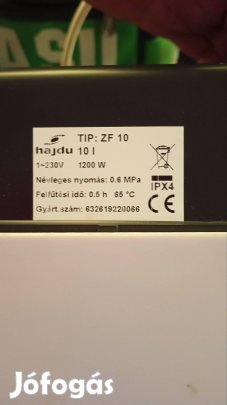 TIP: ZF 10
hajdu 10 l
1~230V 1200 W
Névleges nyomás: 0.6 MPa
Felfűtési idő: 0.5 h 65 °C
IPX4
Gyárt.szám: 632619220066
CE
Jófogás